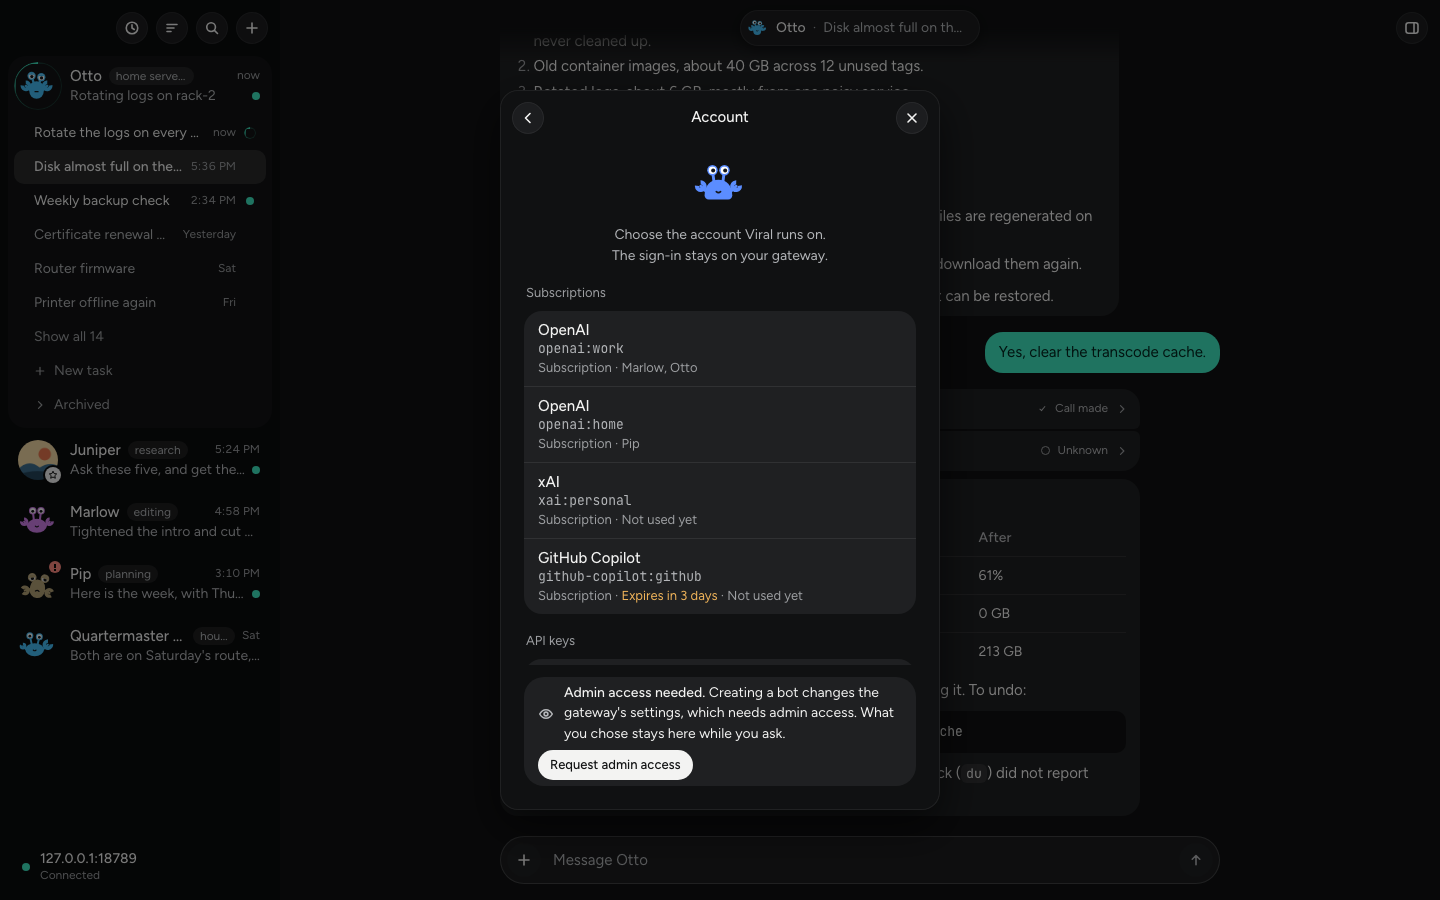 Otto home serve... now
Rotating logs on rack-2
Rotate the logs on every ... now
Disk almost full on the... 5:36 PM
Weekly backup check 2:34 PM
Certificate renewal ... Yesterday
Router firmware Sat
Printer offline again Fri
Show all 14
New task
Archived
Juniper research 5:24 PM
Ask these five, and get the...
Marlow editing 4:58 PM
Tightened the intro and cut ...
Pip planning 3:10 PM
Here is the week, with Thu...
Quartermaster ... hou... Sat
Both are on Saturday's route,...
127.0.0.1:18789
Connected
Otto · Disk almost full on th...
never cleaned up.
2. Old container images, about 40 GB across 12 unused tags.
Account
Choose the account Viral runs on.
The sign-in stays on your gateway.
Subscriptions
OpenAI
openai:work
Subscription · Marlow, Otto
OpenAI
openai:home
Subscription · Pip
xAI
xai:personal
Subscription · Not used yet
GitHub Copilot
github-copilot:github
Subscription · Expires in 3 days · Not used yet
API keys
Admin access needed. Creating a bot changes the
gateway's settings, which needs admin access. What
you chose stays here while you ask.
Request admin access
iles are regenerated on
download them again.
can be restored.
Yes, clear the transcode cache.
Call made
Unknown
After
61%
0 GB
213 GB
g it. To undo:
che
ck ( du ) did not report
Message Otto